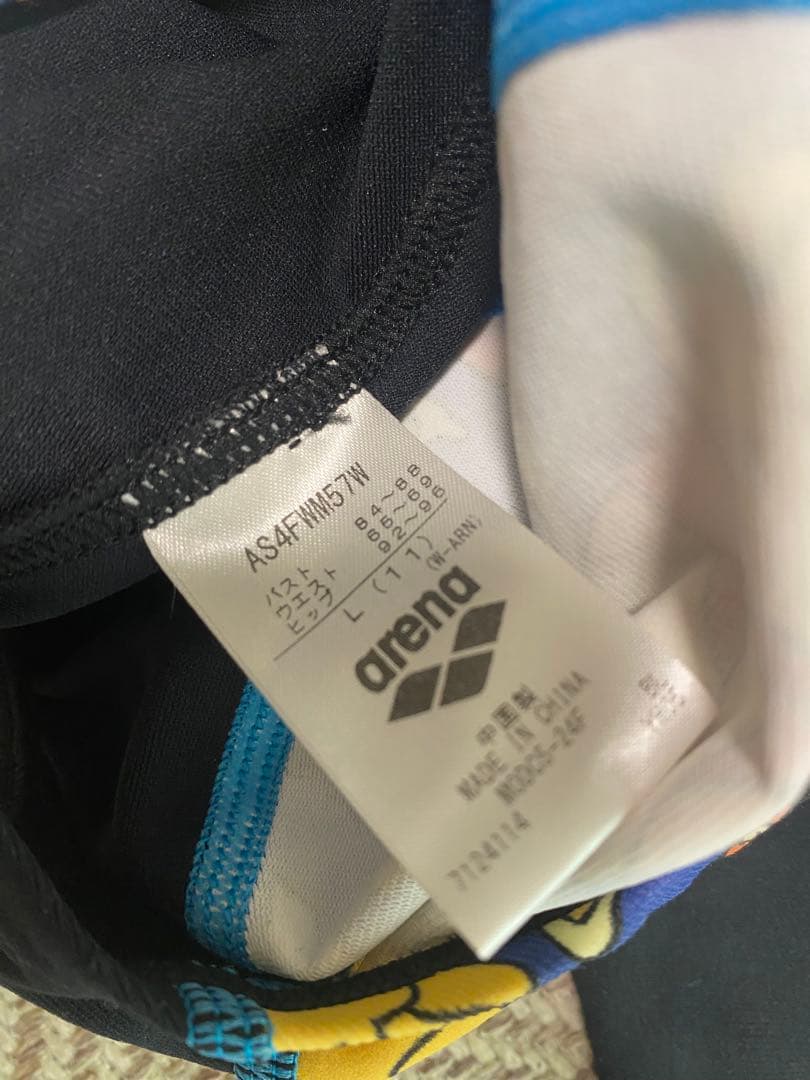 AS4FWM57W
バスト 84~88
ウエスト 65~69
ヒップ 92~96
L (11)
(W-ARN)
arena
中国製
MADE IN CHINA
7124114